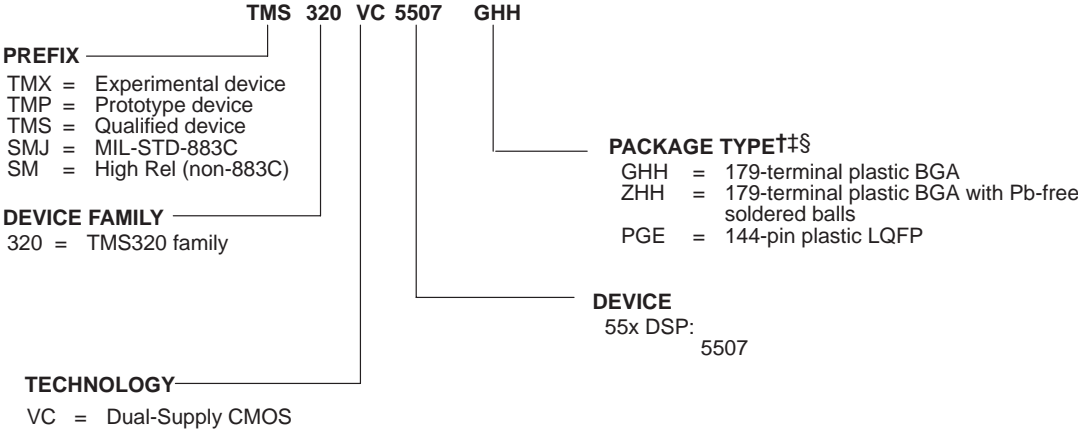 TMS 320 VC 5507 GHH
PREFIX
TMX = Experimental device
TMP = Prototype device
TMS = Qualified device
SMJ = MIL-STD-883C
SM = High Rel (non-883C)
DEVICE FAMILY
320 = TMS320 family
TECHNOLOGY
VC = Dual-Supply CMOS
PACKAGE TYPE†‡§
GHH = 179-terminal plastic BGA
ZHH = 179-terminal plastic BGA with Pb-free
soldered balls
PGE = 144-pin plastic LQFP
DEVICE
55x DSP:
5507